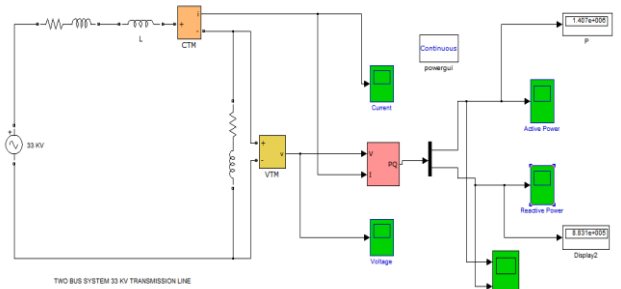 1.407e+006
P
i
+
-
CTM
L
Continuous
powergui
Current
Active Power
+
33 KV
+
-
v
VTM
V
I
PQ
Reactive Power
8.831e+005
Display2
Voltage
TWO BUS SYSTEM 33 KV TRANSMISSION LINE